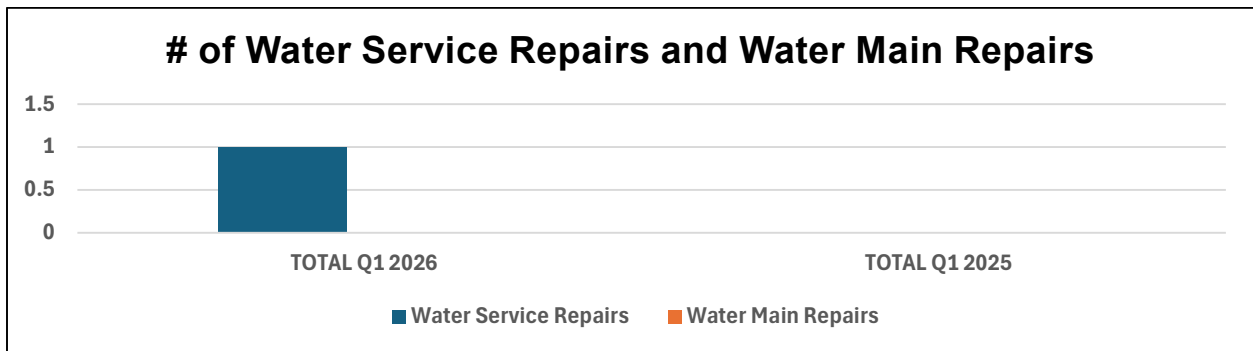 # of Water Service Repairs and Water Main Repairs
1.5
1
0.5
0
TOTAL Q1 2026 TOTAL Q1 2025
Water Service Repairs Water Main Repairs